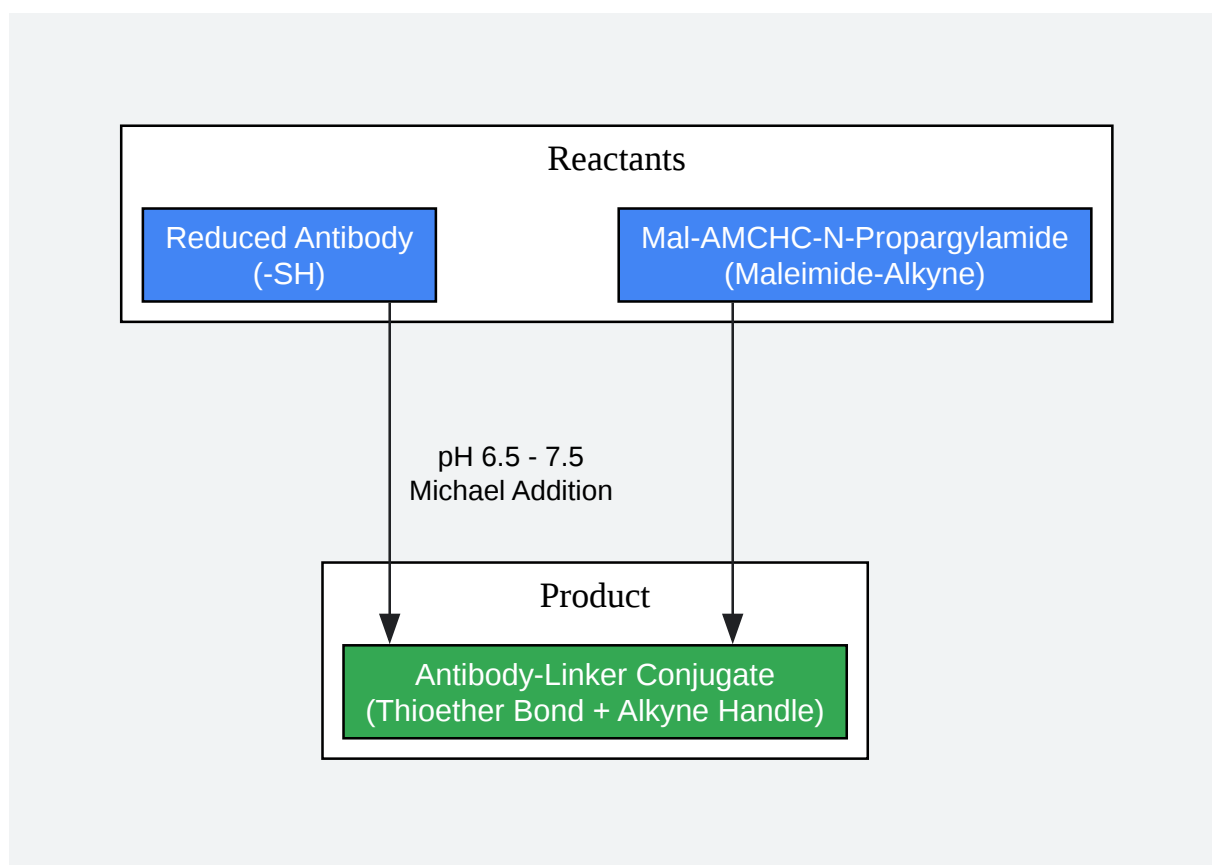 Reactants
Reduced Antibody
(-SH)
Mal-AMCHC-N-Propargylamide
(Maleimide-Alkyne)
pH 6.5 - 7.5
Michael Addition
Product
Antibody-Linker Conjugate
(Thioether Bond + Alkyne Handle)